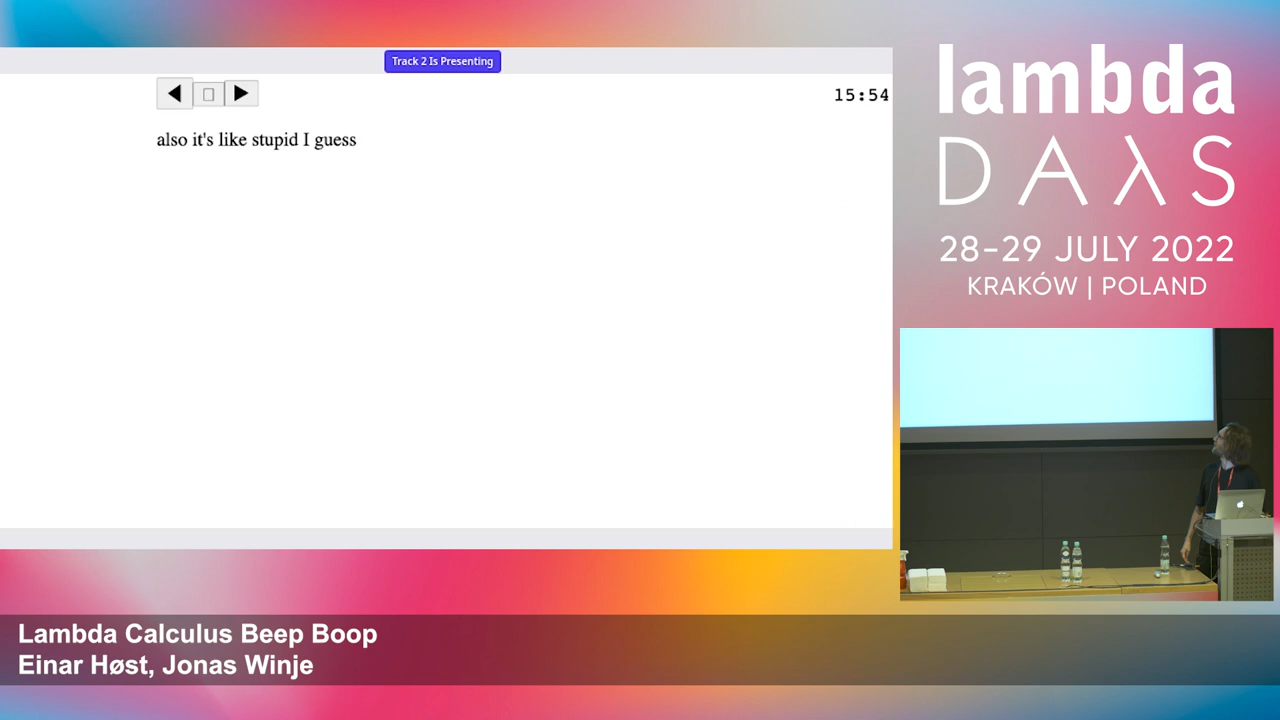 Track 2 Is Presenting
15:54
also it's like stupid I guess
lambda
DAλS
28–29 JULY 2022
KRAKÓW | POLAND
Lambda Calculus Beep Boop
Einar Høst, Jonas Winje